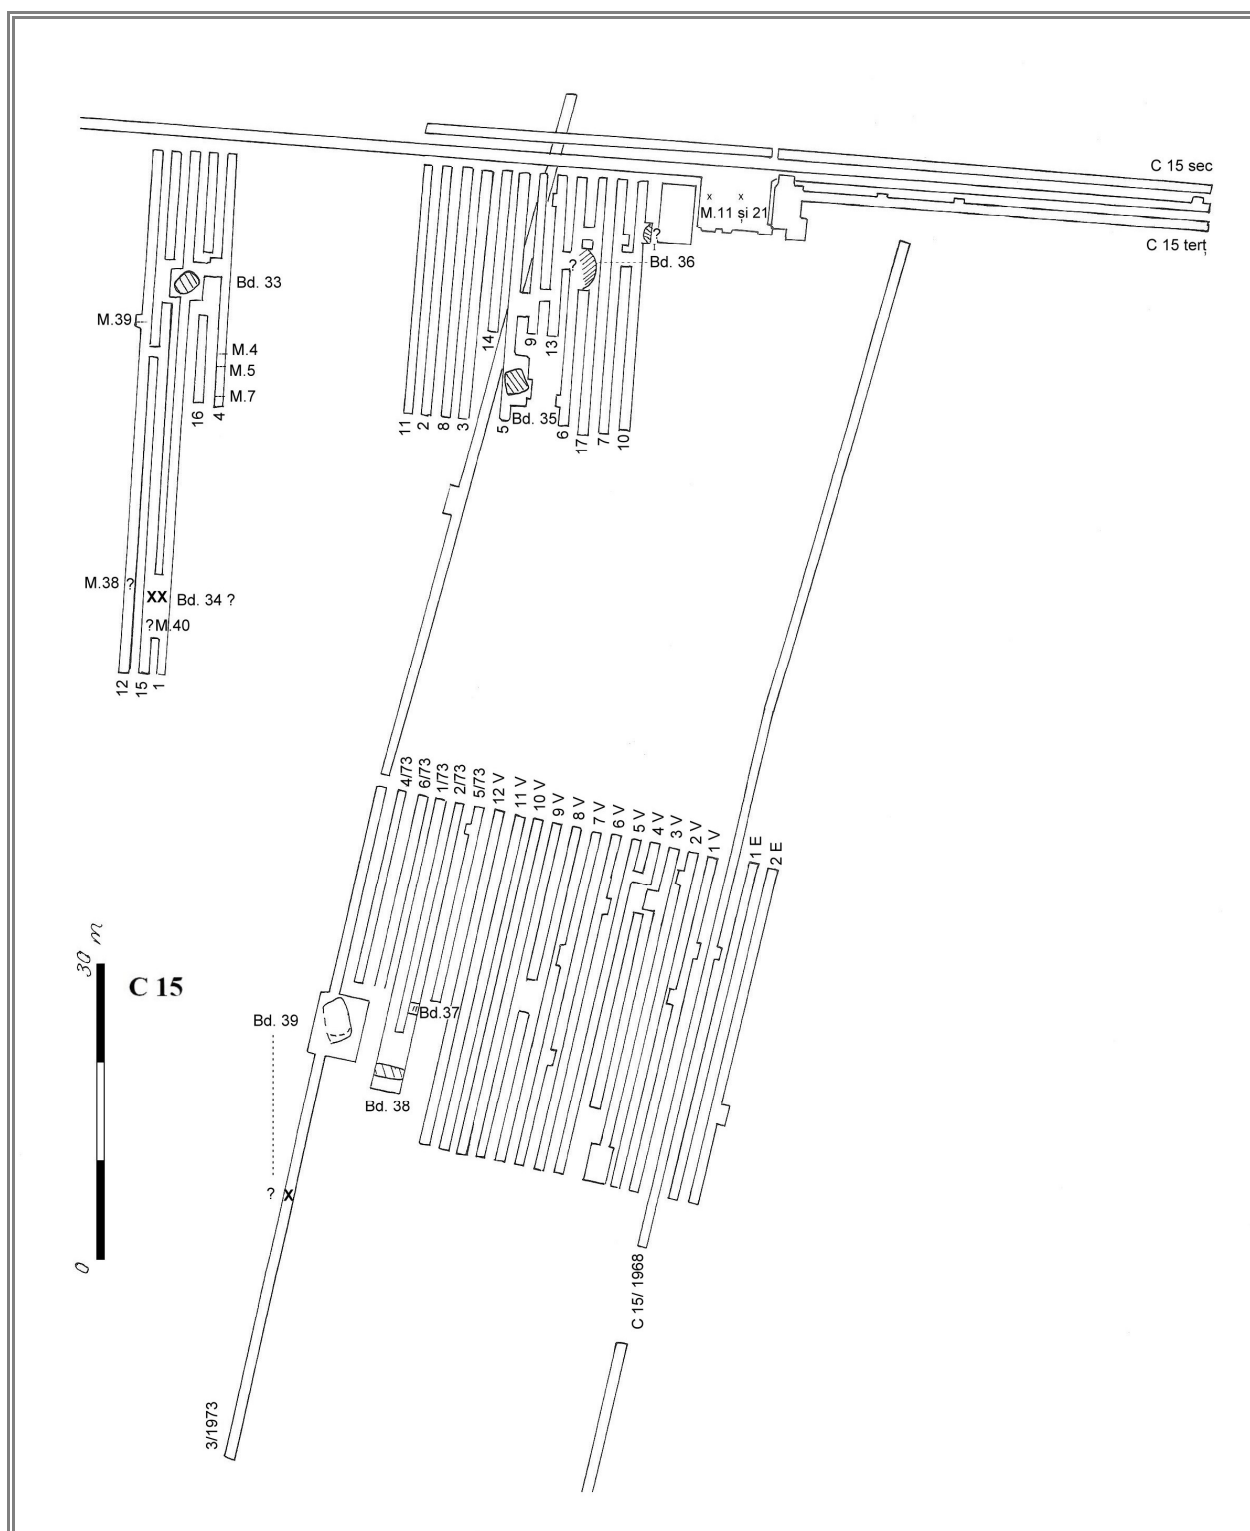 C 15 sec
M.11 și 21
C 15 terț
?
Bd. 36
?
Bd. 33
M.39
M.4
M.5
M.7
14
9
13
16
4
11
2
8
3
5
Bd. 35
6
17
7
10
M.38 ?
XX Bd. 34 ?
? M.40
12
15
1
4/73
6/73
1/73
2/73
5/73
12 V
11 V
10 V
9 V
8 V
7 V
6 V
5 V
4 V
3 V
2 V
1 V
1 E
2 E
30 m
C 15
Bd. 39
Bd.37
Bd. 38
? X
0
C 15/ 1968
3/1973